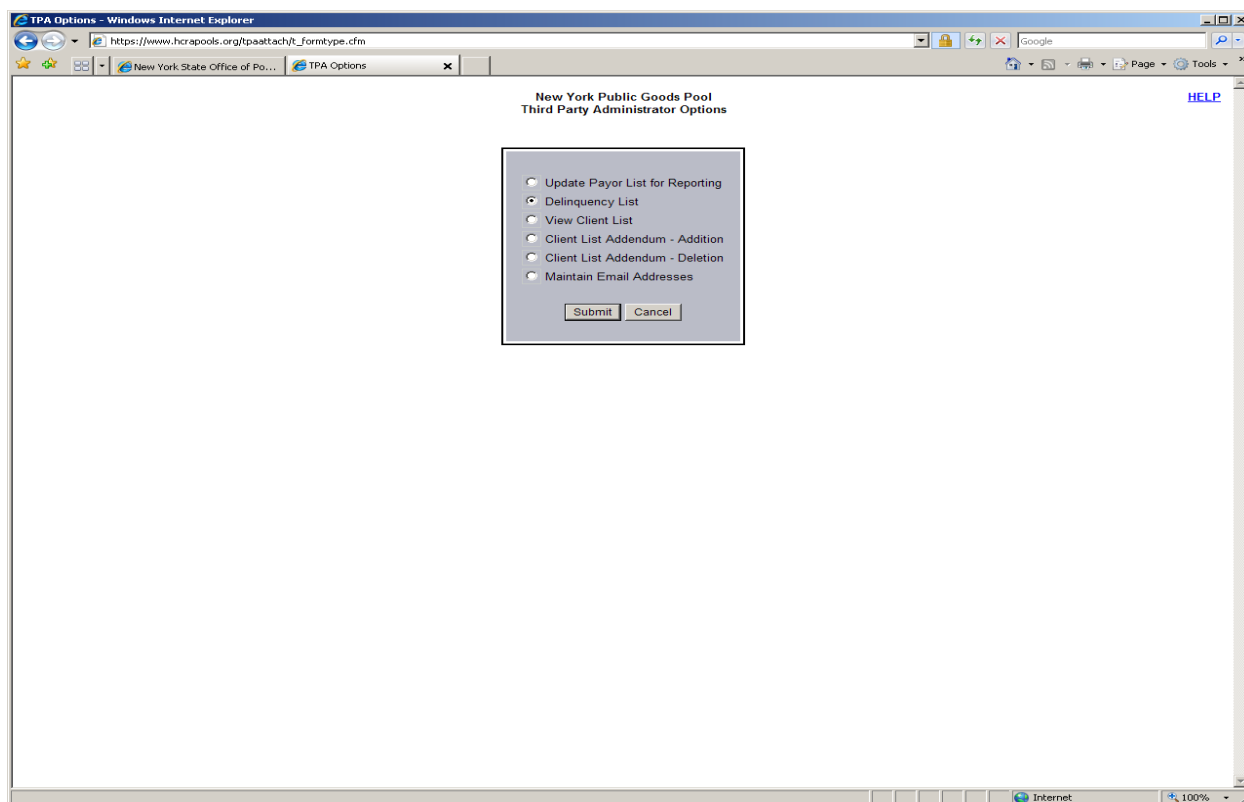 TPA Options - Windows Internet Explorer
https://www.hcrapools.org/tpaattach/t_formtype.cfm
Google
New York State Office of Po...
TPA Options
Page
Tools
New York Public Goods Pool
HELP
Third Party Administrator Options
Update Payor List for Reporting
Delinquency List
View Client List
Client List Addendum - Addition
Client List Addendum - Deletion
Maintain Email Addresses
Submit
Cancel
Internet
100%